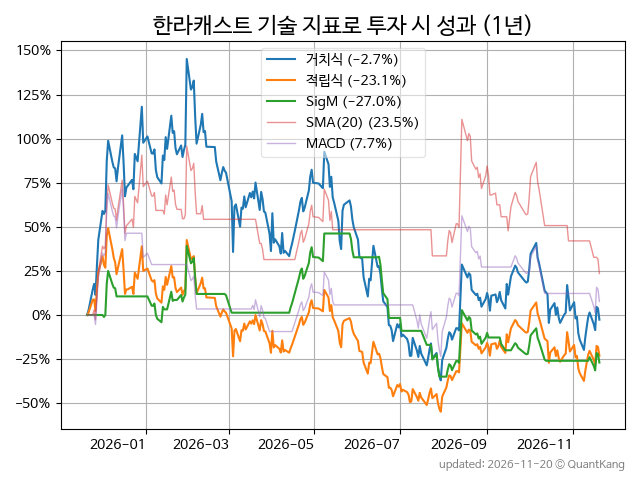 한라캐스트 기술 지표로 투자 시 성과 (1년)
150%
125%
100%
75%
50%
25%
0%
−25%
−50%
거치식 (−2.7%)
적립식 (−23.1%)
SigM (−27.0%)
SMA(20) (23.5%)
MACD (7.7%)
2026−01
2026−03
2026−05
2026−07
2026−09
2026−11
updated: 2026−11−20 © QuantKang